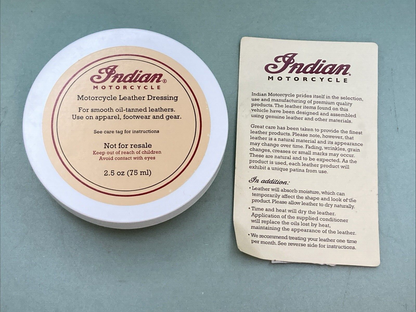 Indian®
MOTORCYCLE
Motorcycle Leather Dressing
For smooth oil-tanned leathers.
Use on apparel, footwear and gear.
See care tag for instructions
Not for resale
Keep out of reach of children
Avoid contact with eyes
2.5 oz (75 ml)
Indian
MOTORCYCLE
Indian Motorcycle prides itself in the selection,
use and manufacturing of premium quality
products. The leather items found on this
vehicle have been designed and assembled
using genuine leather and other materials.
Great care has been taken to provide the finest
leather products. Please note, however, that
leather is a natural material and its appearance
may change over time. Fading, wrinkles, grain
changes, creases or small marks may occur.
These are natural and to be expected. As the
product is used, each leather product will
exhibit a unique patina from use.
In addition:
• Leather will absorb moisture, which can
temporarily affect the shape and look of the
product. Please allow leather to dry naturally.
• Time and heat will dry the leather.
Application of the supplied conditioner
will replace the oils lost by heat,
maintaining the appearance of the leather.
• We recommend treating your leather one time
per month. See reverse side for instructions.